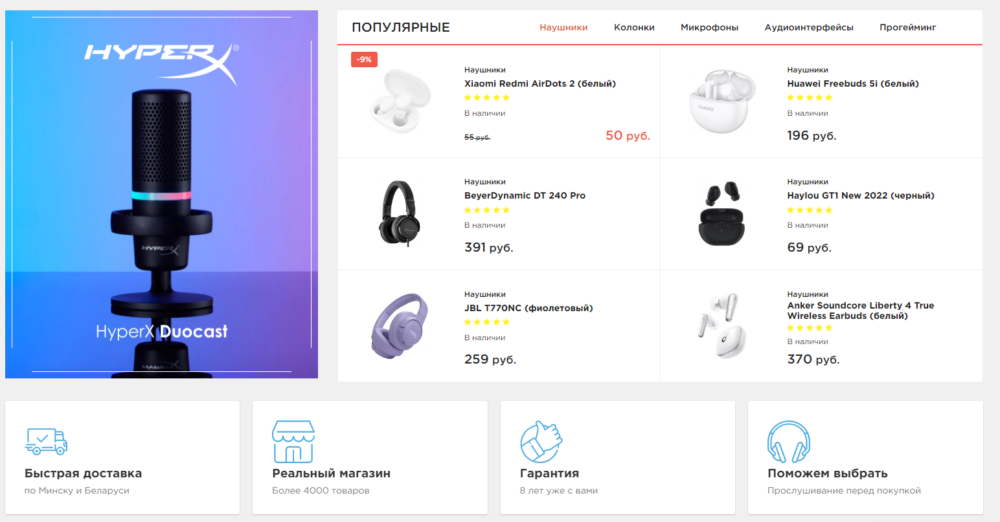 HYPERX®
HYPERX
HyperX Duocast
ПОПУЛЯРНЫЕ
Наушники
Колонки
Микрофоны
Аудиоинтерфейсы
Прогейминг
-9%
Наушники
Xiaomi Redmi AirDots 2 (белый)
В наличии
55 руб.
50 руб.
HUAWEI
Наушники
Huawei Freebuds 5i (белый)
В наличии
196 руб.
Наушники
BeyerDynamic DT 240 Pro
В наличии
391 руб.
Наушники
Haylou GT1 New 2022 (черный)
В наличии
69 руб.
JBL
Наушники
JBL T770NC (фиолетовый)
В наличии
259 руб.
Наушники
Anker Soundcore Liberty 4 True
Wireless Earbuds (белый)
В наличии
370 руб.
Быстрая доставка
по Минску и Беларуси
Реальный магазин
Более 4000 товаров
Гарантия
8 лет уже с вами
Поможем выбрать
Прослушивание перед покупкой